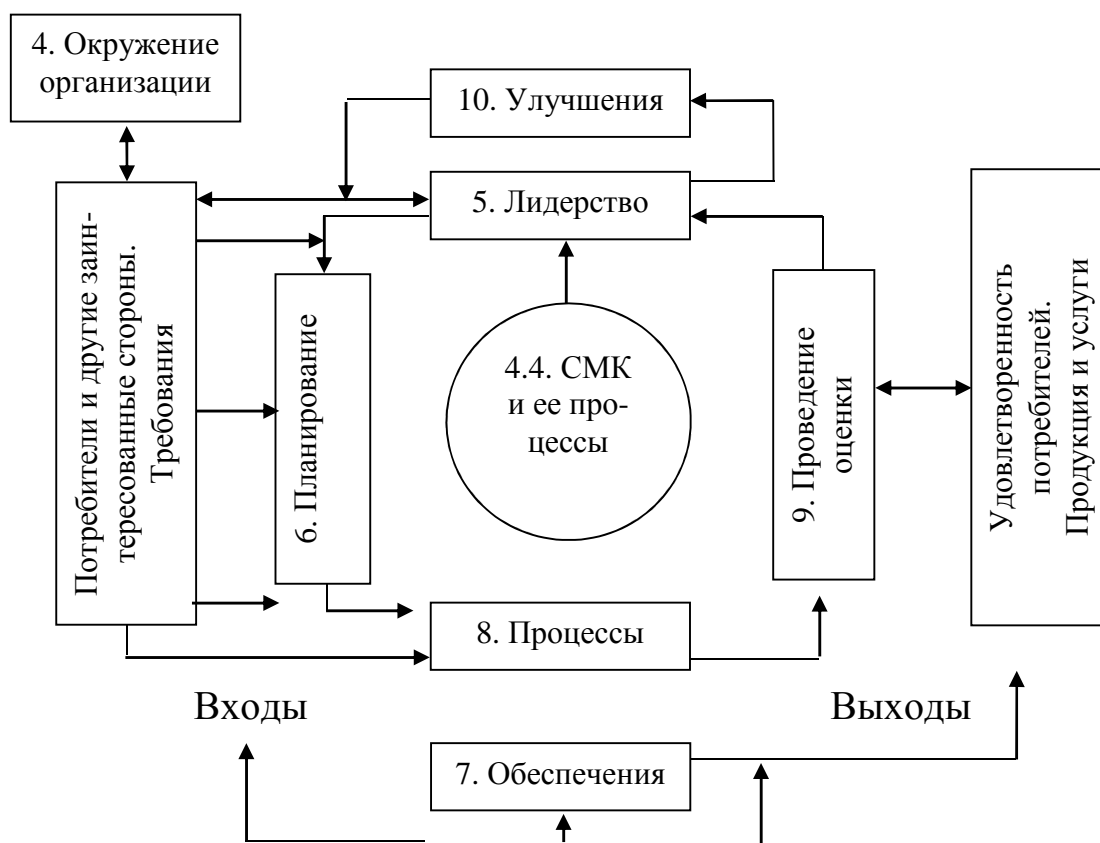 4. Окружение
организации
10. Улучшения
5. Лидерство
Потребители и другие заин-
тересованные стороны.
Требования
6. Планирование
4.4. СМК
и ее про-
цессы
9. Проведение
оценки
Удовлетворенность
потребителей.
Продукция и услуги
8. Процессы
Входы
Выходы
7. Обеспечения